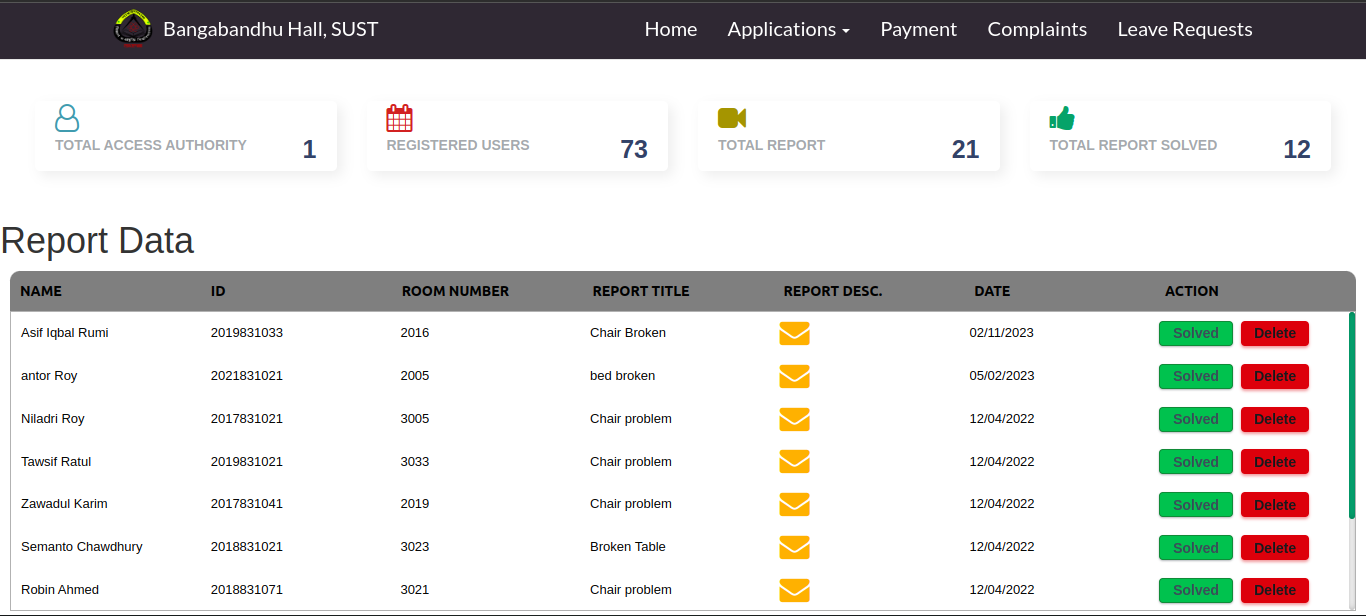 Bangabandhu Hall, SUST Home Applications Payment Complaints Leave Requests
TOTAL ACCESS AUTHORITY 1 REGISTERED USERS 73 TOTAL REPORT 21 TOTAL REPORT SOLVED 12
Report Data
NAME ID ROOM NUMBER REPORT TITLE REPORT DESC. DATE ACTION
Asif Iqbal Rumi 2019831033 2016 Chair Broken 02/11/2023 Solved Delete
antor Roy 2021831021 2005 bed broken 05/02/2023 Solved Delete
Niladri Roy 2017831021 3005 Chair problem 12/04/2022 Solved Delete
Tawsif Ratul 2019831021 3033 Chair problem 12/04/2022 Solved Delete
Zawadul Karim 2017831041 2019 Chair problem 12/04/2022 Solved Delete
Semanto Chawdhury 2018831021 3023 Broken Table 12/04/2022 Solved Delete
Robin Ahmed 2018831071 3021 Chair problem 12/04/2022 Solved Delete